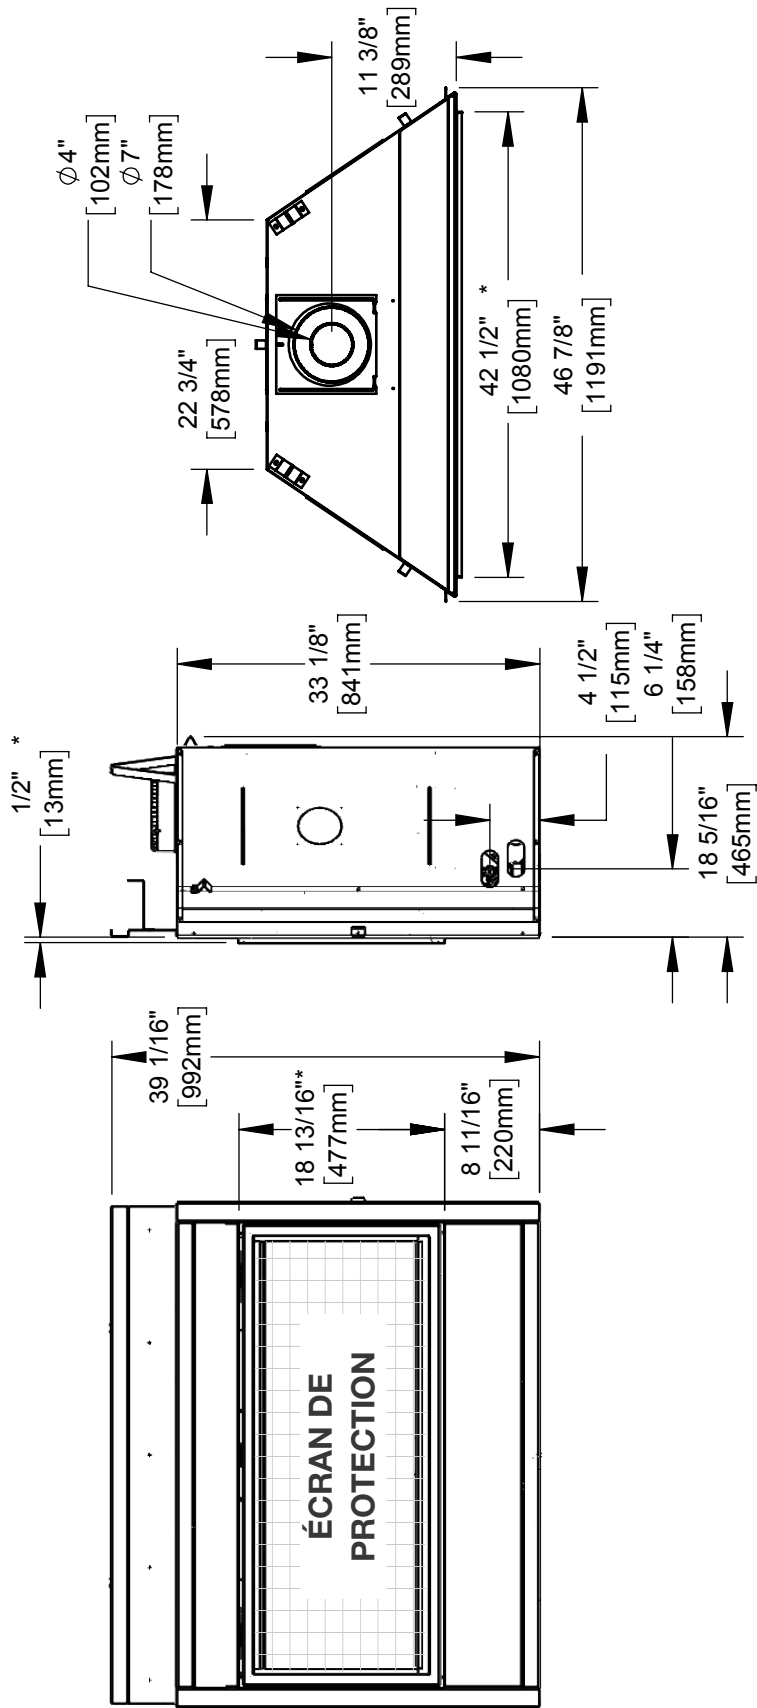 Ø4"
[102mm]
Ø7"
[178mm]
22 3/4"
[578mm]
11 3/8"
[289mm]
42 1/2" *
[1080mm]
46 7/8"
[1191mm]
1/2" *
[13mm]
33 1/8"
[841mm]
4 1/2"
[115mm]
6 1/4"
[158mm]
18 5/16"
[465mm]
39 1/16"
[992mm]
18 13/16"*
[477mm]
8 11/16"
[220mm]
ÉCRAN DE
PROTECTION